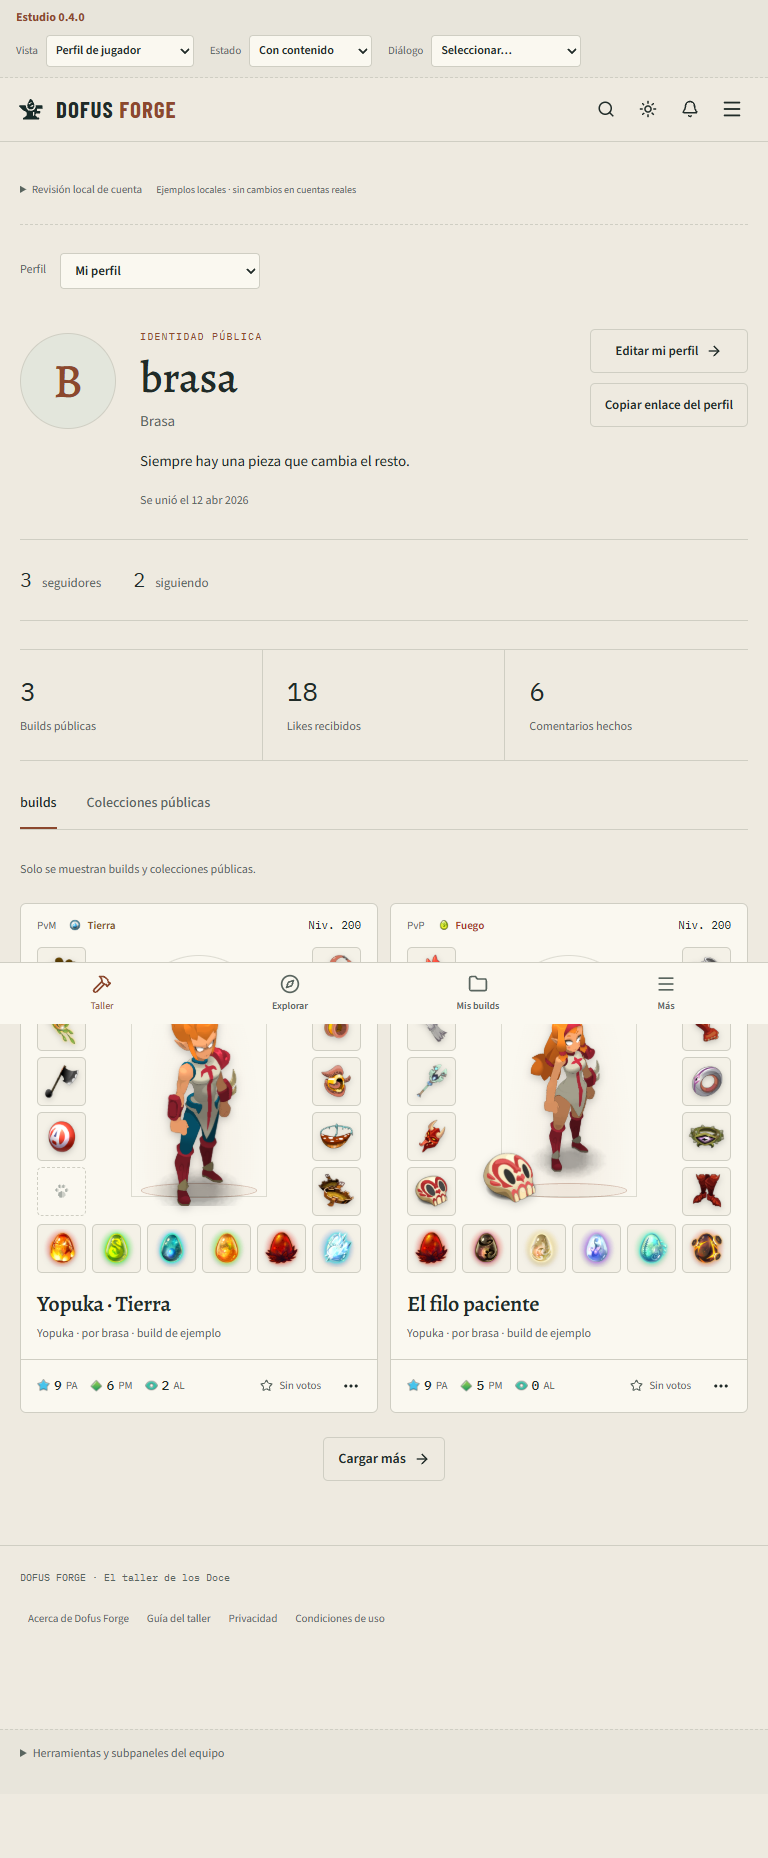 Estudio 0.4.0
Vista Perfil de jugador Estado Con contenido Diálogo Seleccionar...
DOFUS FORGE
Revisión local de cuenta Ejemplos locales · sin cambios en cuentas reales
Perfil Mi perfil
B
IDENTIDAD PÚBLICA
brasa
Brasa
Siempre hay una pieza que cambia el resto.
Se unió el 12 abr 2026
Editar mi perfil
Copiar enlace del perfil
3 seguidores 2 siguiendo
3 18 6
Builds públicas Likes recibidos Comentarios hechos
builds Colecciones públicas
Solo se muestran builds y colecciones públicas.
PvM Tierra Niv. 200
PvP Fuego Niv. 200
Taller Explorar Mis builds Más
Yopuka · Tierra
Yopuka · por brasa · build de ejemplo
9 PA 6 PM 2 AL Sin votos
El filo paciente
Yopuka · por brasa · build de ejemplo
9 PA 5 PM 0 AL Sin votos
Cargar más
DOFUS FORGE · El taller de los Doce
Acerca de Dofus Forge Guía del taller Privacidad Condiciones de uso
Herramientas y subpaneles del equipo